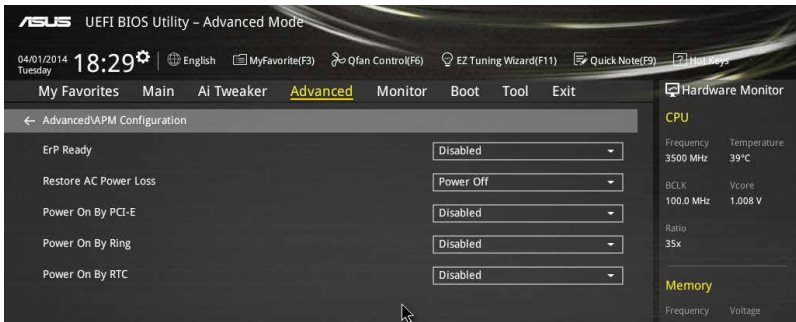 ASUS UEFI BIOS Utility – Advanced Mode
04/01/2014 Tuesday 18:29 English MyFavorite(F3) Qfan Control(F6) EZ Tuning Wizard(F11) Quick Note(F9) ? Hot Keys
My Favorites Main Ai Tweaker Advanced Monitor Boot Tool Exit
← Advanced\APM Configuration
ErP Ready Disabled
Restore AC Power Loss Power Off
Power On By PCI-E Disabled
Power On By Ring Disabled
Power On By RTC Disabled
Hardware Monitor
CPU
Frequency Temperature
3500 MHz 39°C
BCLK Vcore
100.0 MHz 1.008 V
Ratio
35x
Memory
Frequency Voltage